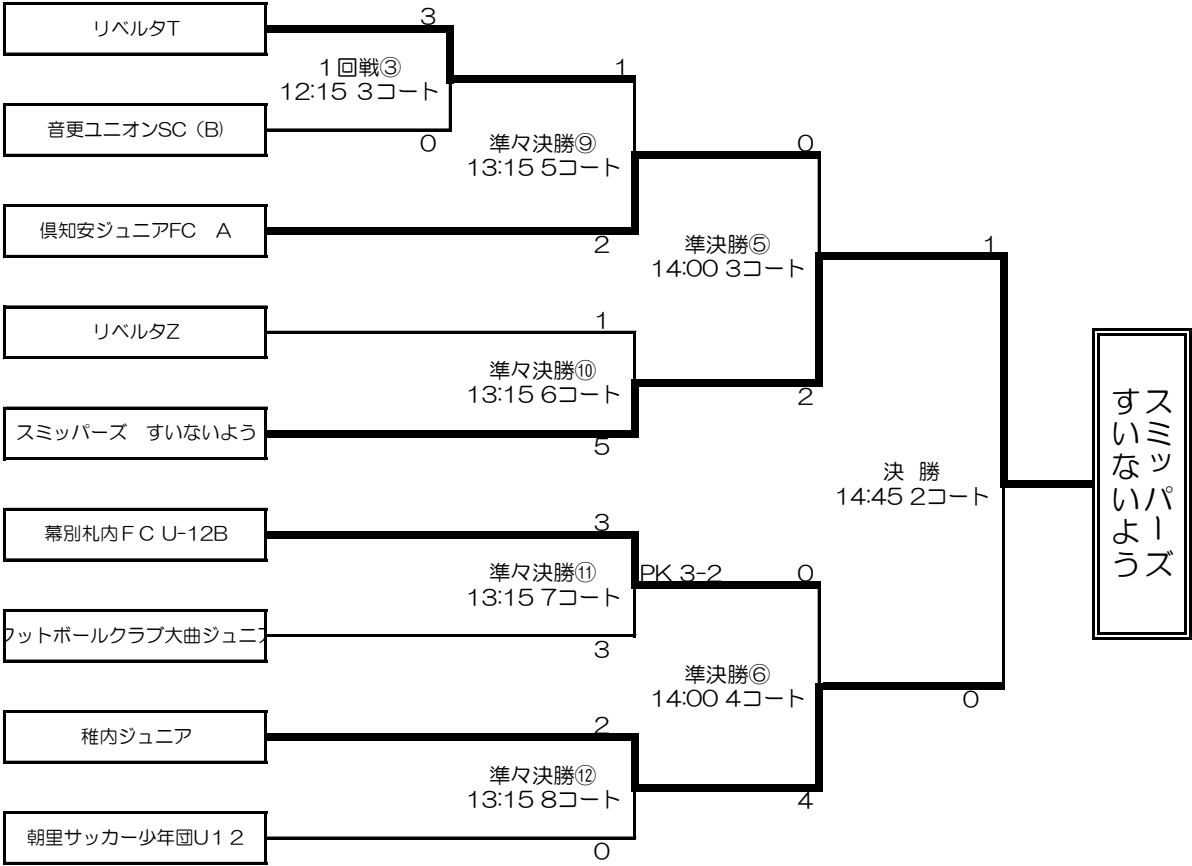 リベルタT
3
1回戦③
12:15 3コート
音更ユニオンSC（B)
0
1
準々決勝⑨
13:15 5コート
倶知安ジュニアFC　A
2
0
準決勝⑤
14:00 3コート
リベルタZ
1
準々決勝⑩
13:15 6コート
スミッパーズ　すいないよう
5
2
1
決 勝
14:45 2コート
スミッパーズ
すいないよう
幕別札内ＦＣ U-12B
3
準々決勝⑪
13:15 7コート
PK 3-2
0
フットボールクラブ大曲ジュニア
3
準決勝⑥
14:00 4コート
0
稚内ジュニア
2
準々決勝⑫
13:15 8コート
4
朝里サッカー少年団U１２
0